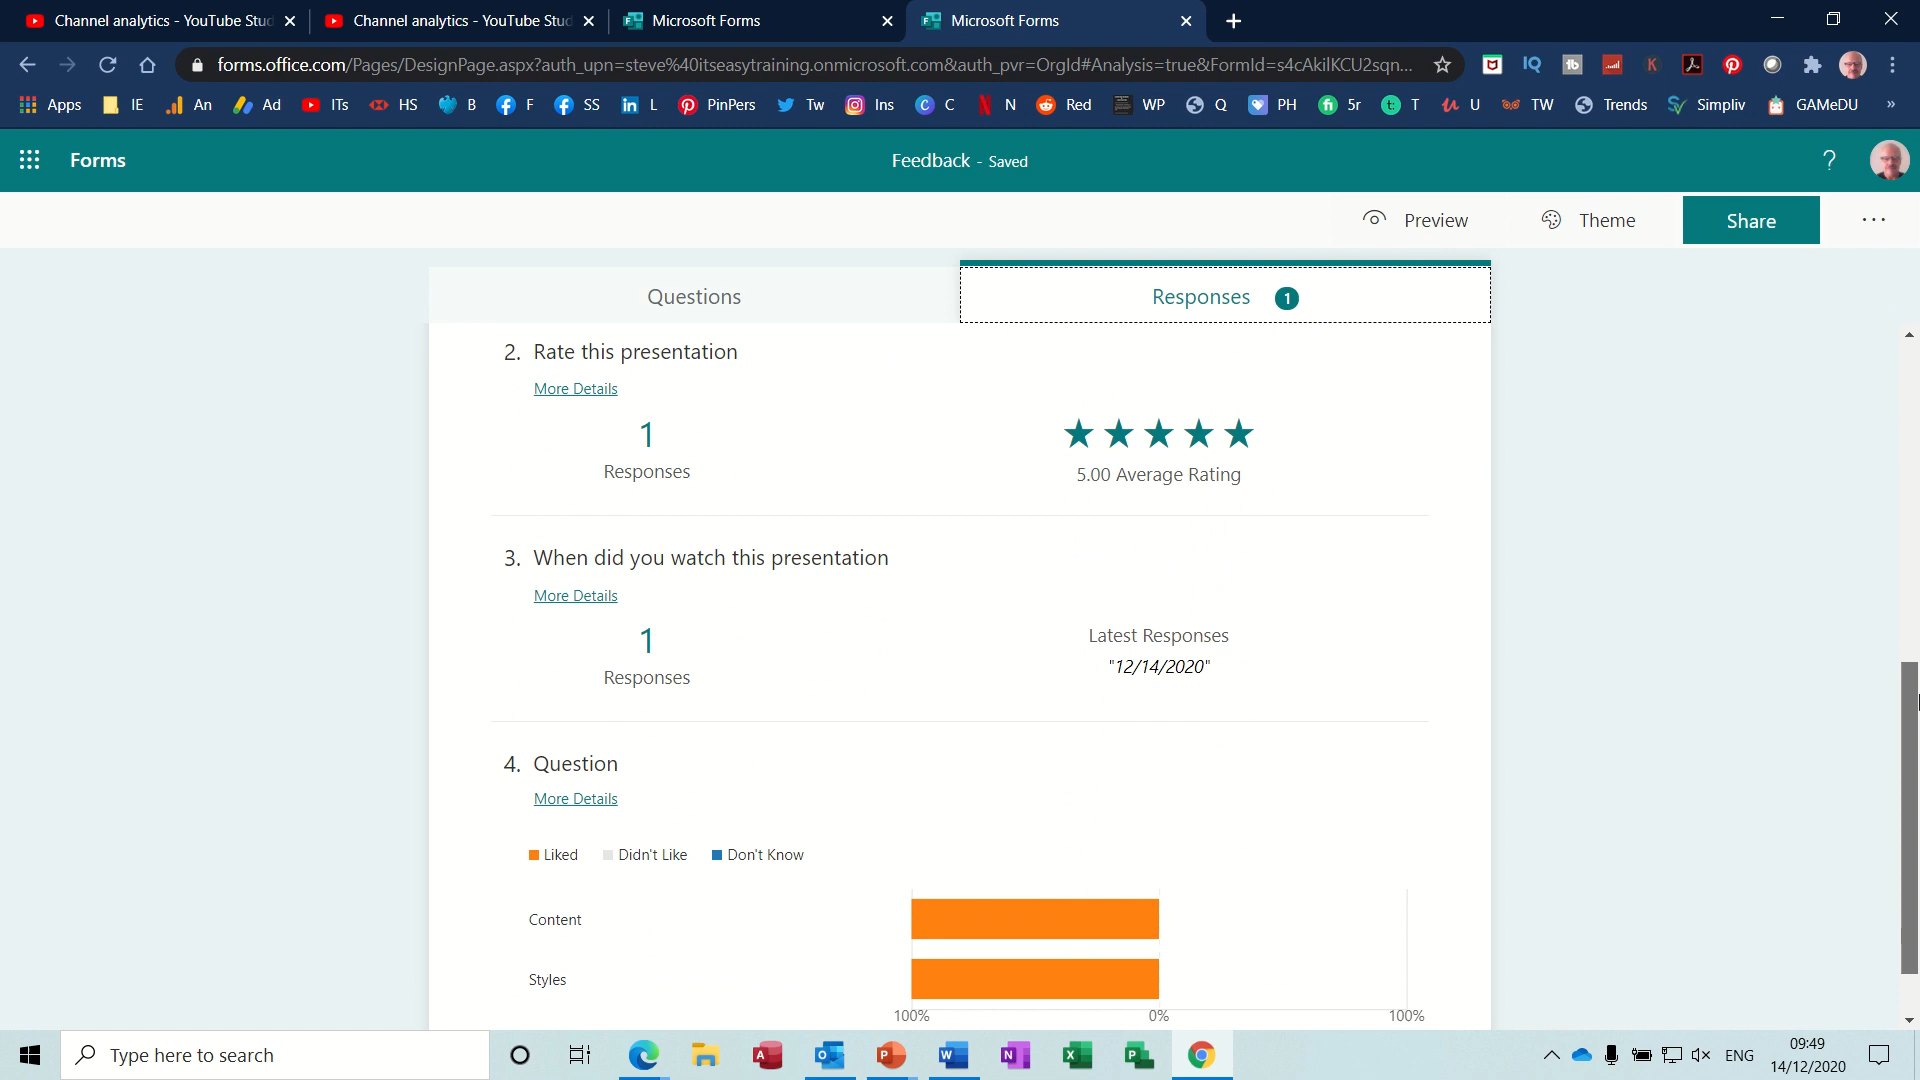 Channel analytics - YouTube Stud
Channel analytics - YouTube Stud
Microsoft Forms
Microsoft Forms
forms.office.com/Pages/DesignPage.aspx?auth_upn=steve%40itseasytraining.onmicrosoft.com&auth_pvr=OrgId#Analysis=true&FormId=s4cAkilKCU2sqn...
Apps IE An Ad ITs HS B F SS L PinPers Tw Ins C N Red WP Q PH 5r T U TW Trends Simpliv GAMeDU »
Forms
Feedback - Saved
?
Preview
Theme
Share
...
Questions
Responses 1
2. Rate this presentation
More Details
1
Responses
5.00 Average Rating
3. When did you watch this presentation
More Details
1
Responses
Latest Responses
"12/14/2020"
4. Question
More Details
Liked Didn't Like Don't Know
Content
Styles
100% 0% 100%
Type here to search
ENG
09:49
14/12/2020